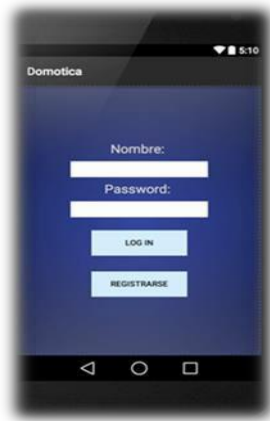 5:10
Domotica
Nombre:
Password:
LOG IN
REGISTRARSE